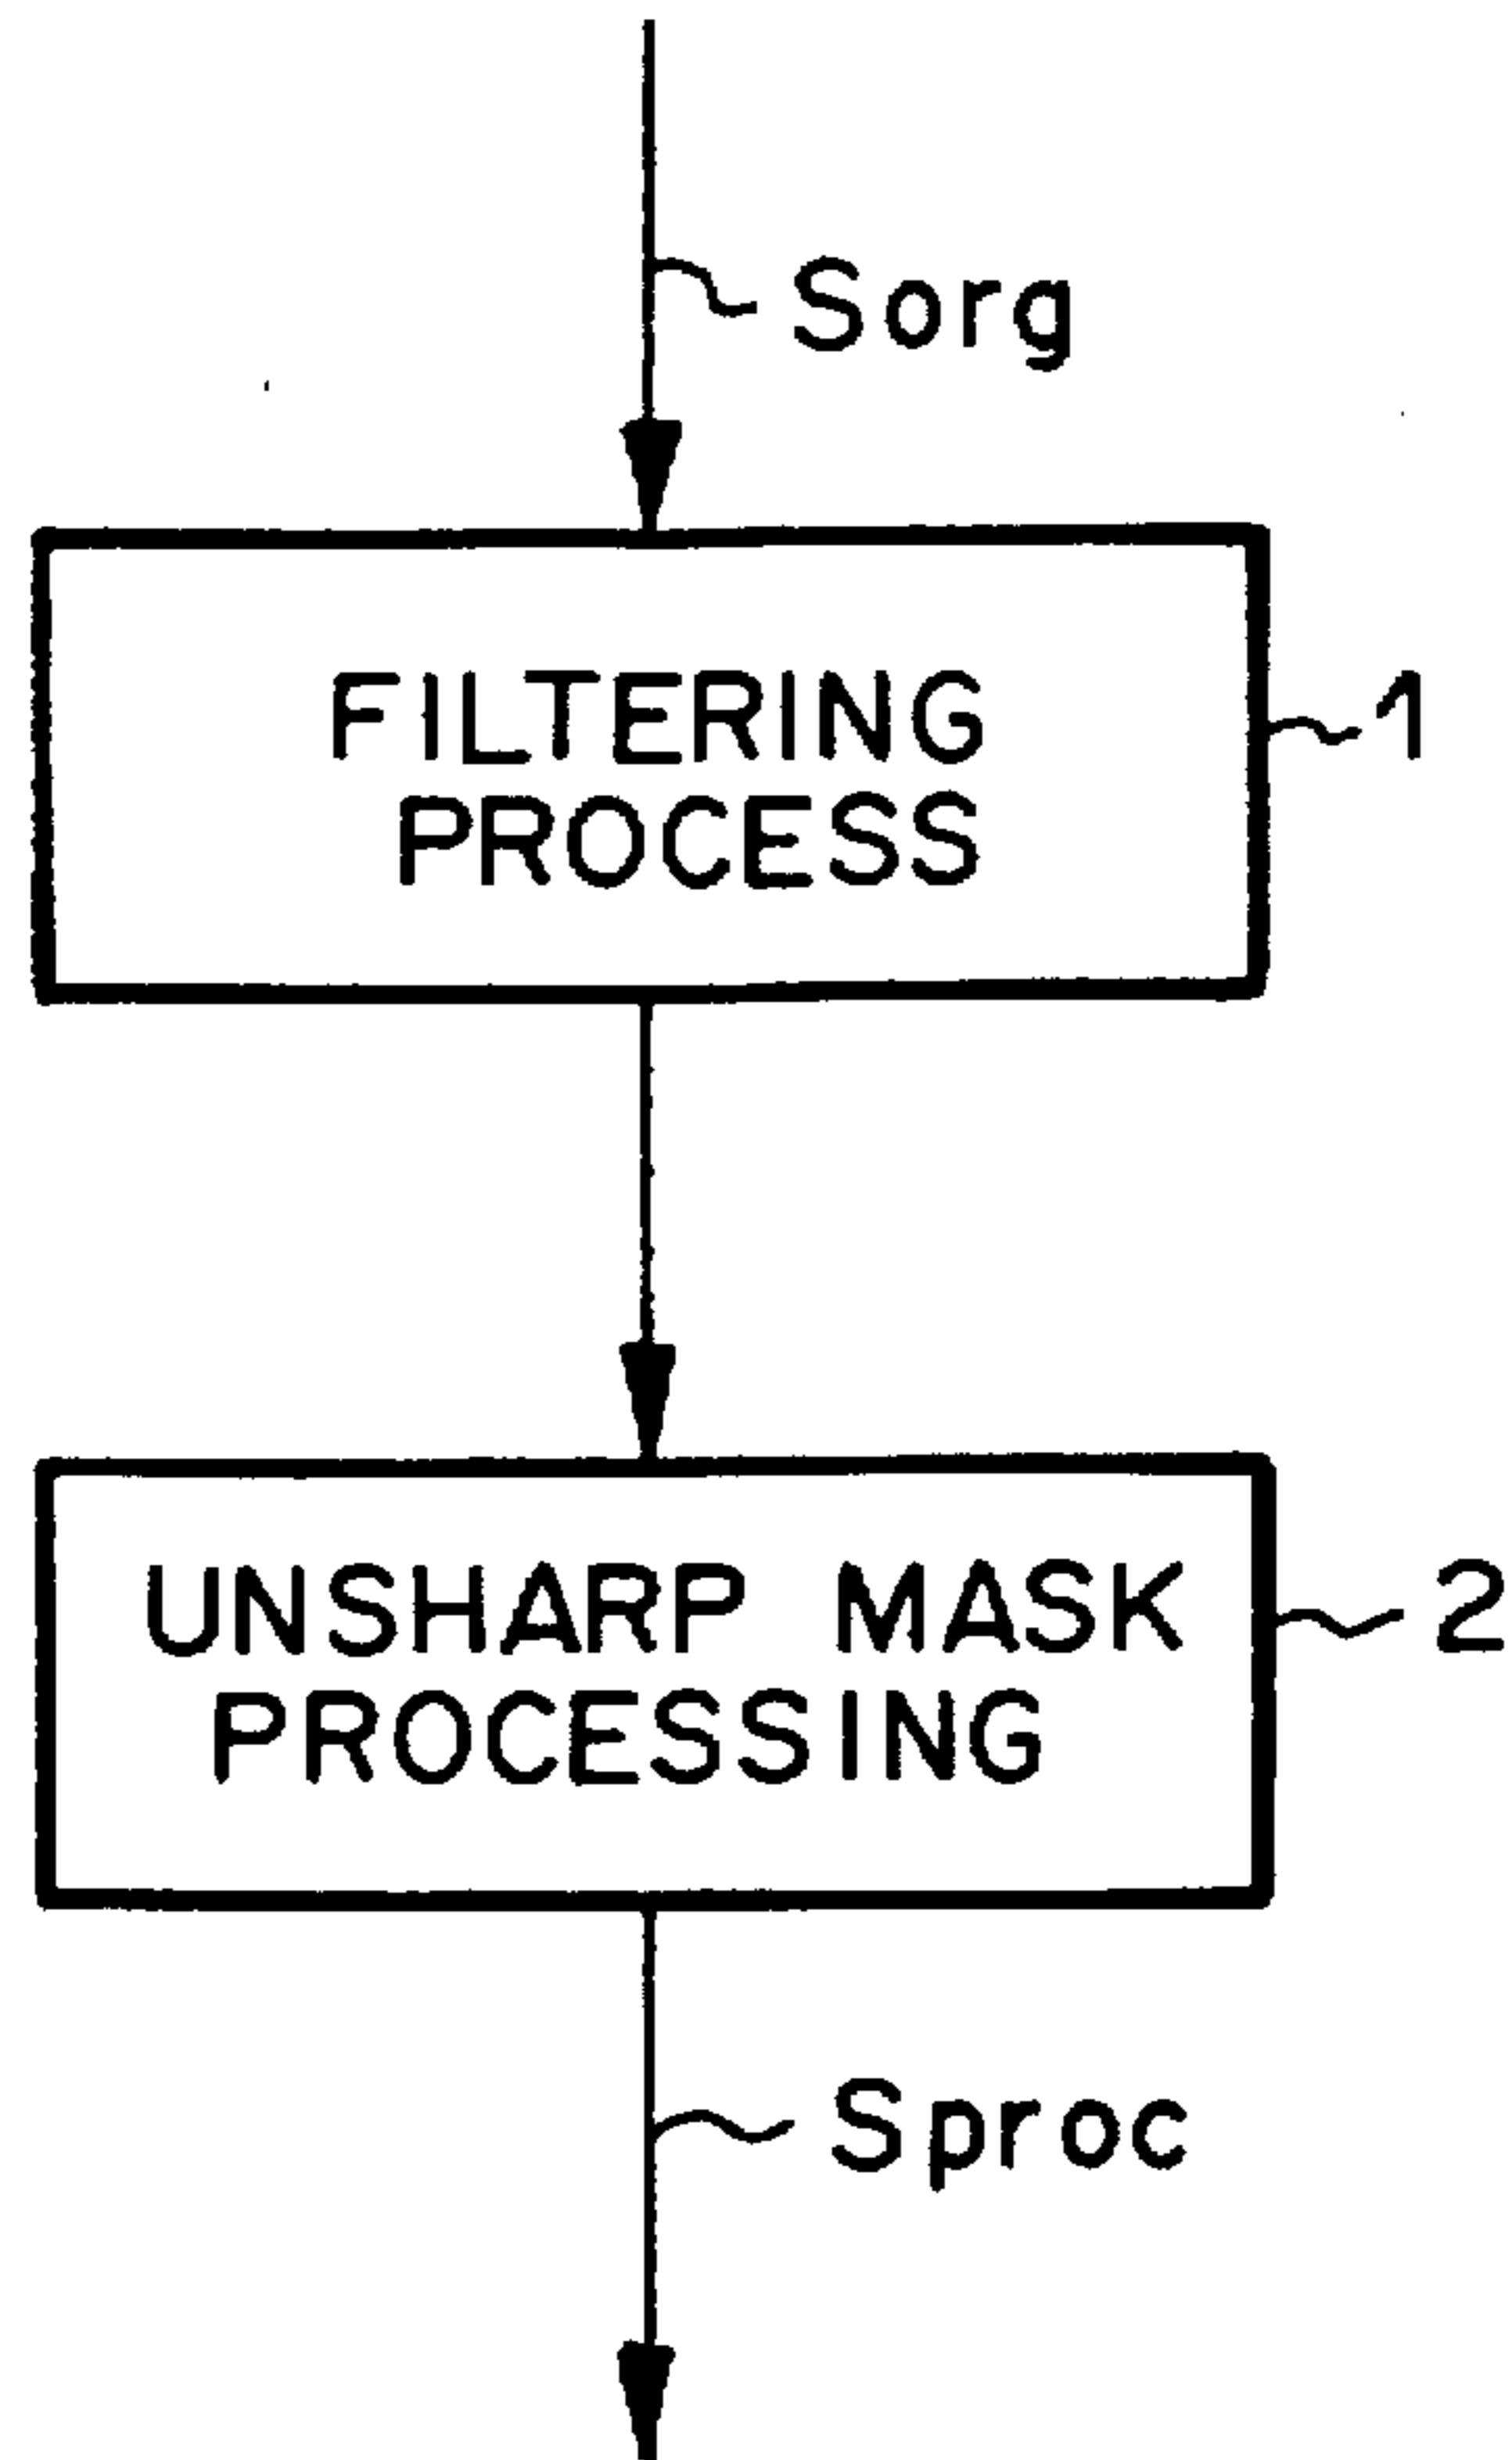 Sorg
FILTERING
PROCESS
1
UNSHARP MASK
PROCESSING
2
Sproc